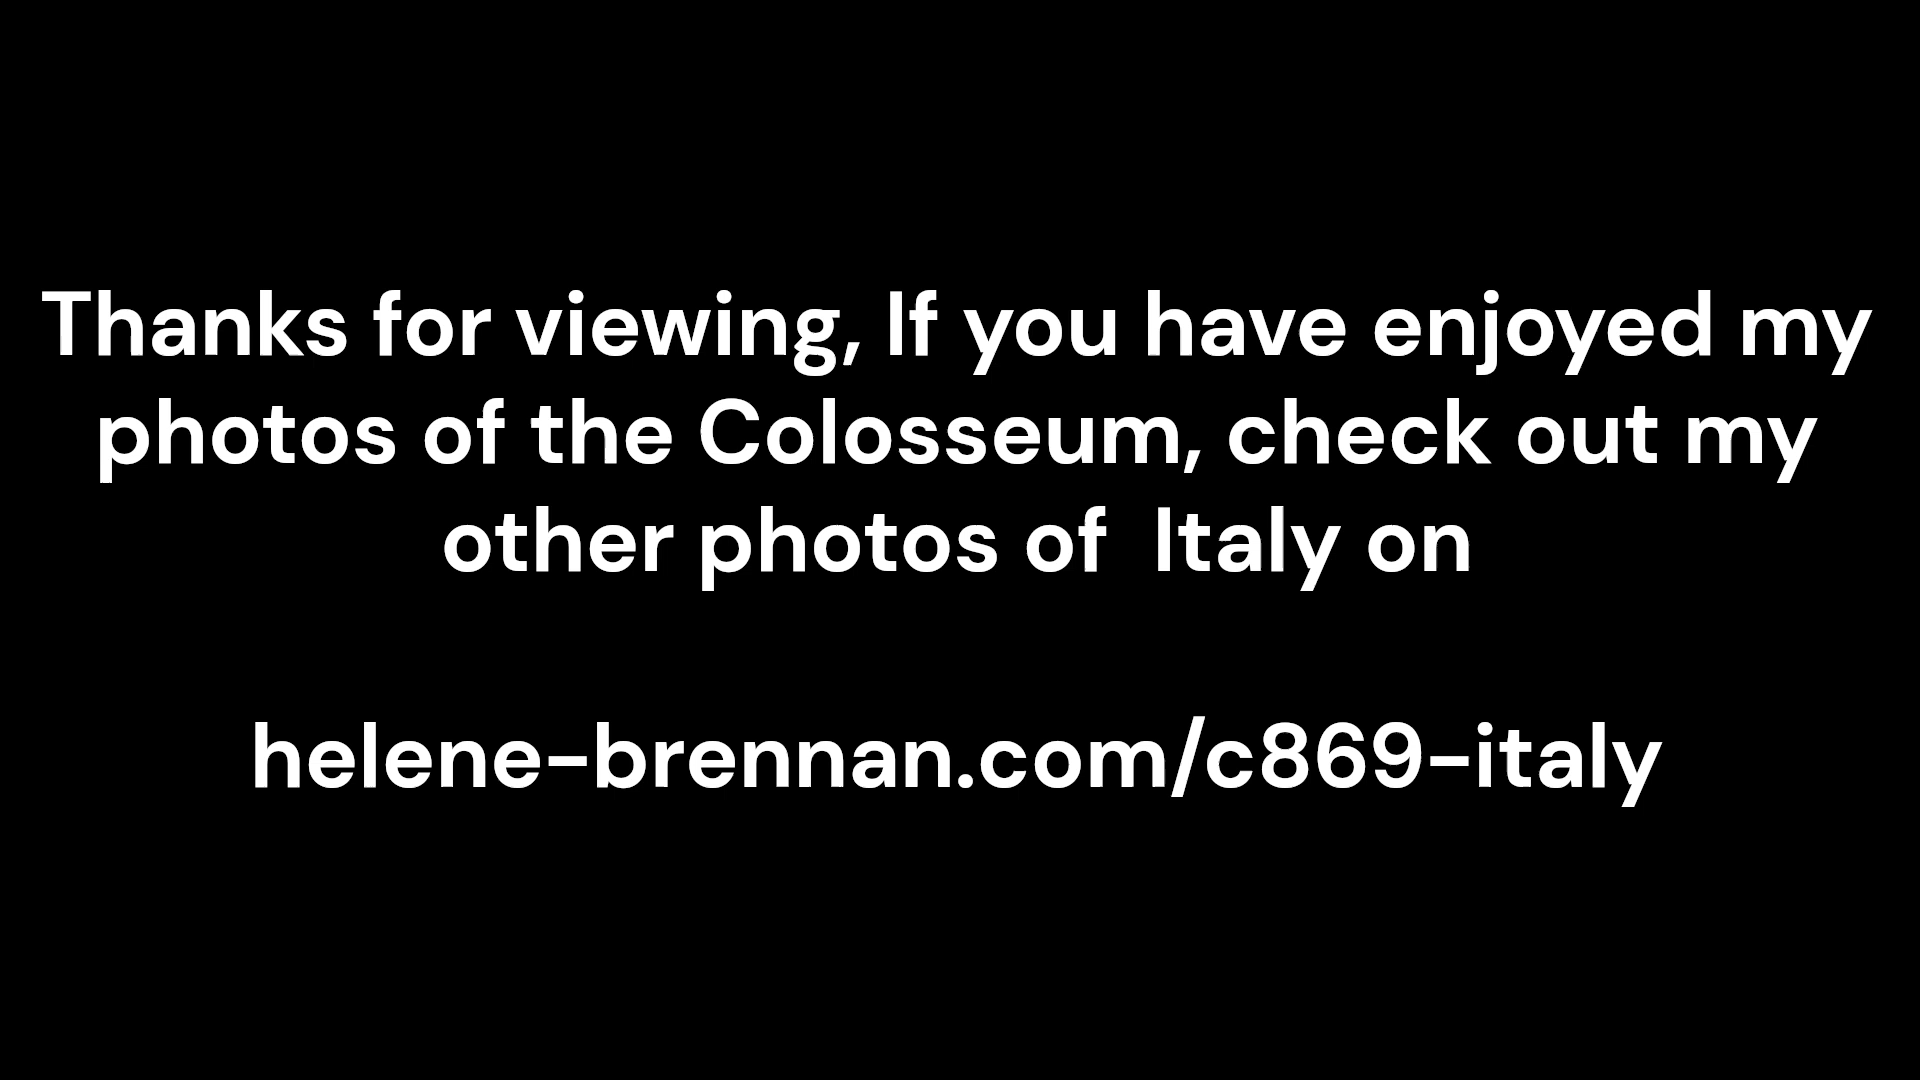 Thanks for viewing, If you have enjoyed my
photos of the Colosseum, check out my
other photos of  Italy on
helene-brennan.com/c869-italy